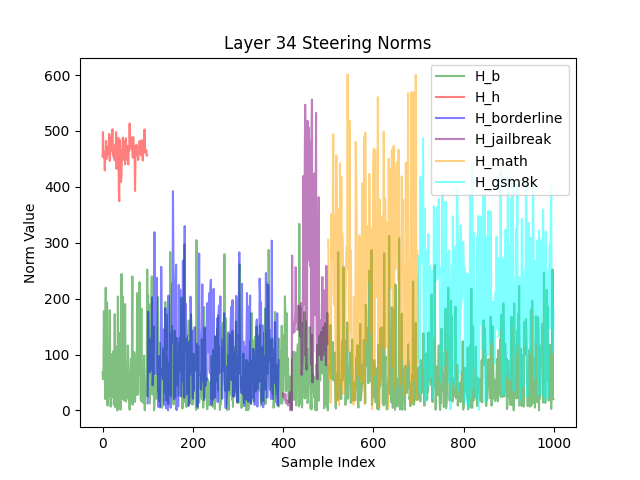 Layer 34 Steering Norms
Norm Value
600
500
400
300
200
100
0
H_b
H_h
H_borderline
H_jailbreak
H_math
H_gsm8k
0 200 400 600 800 1000
Sample Index